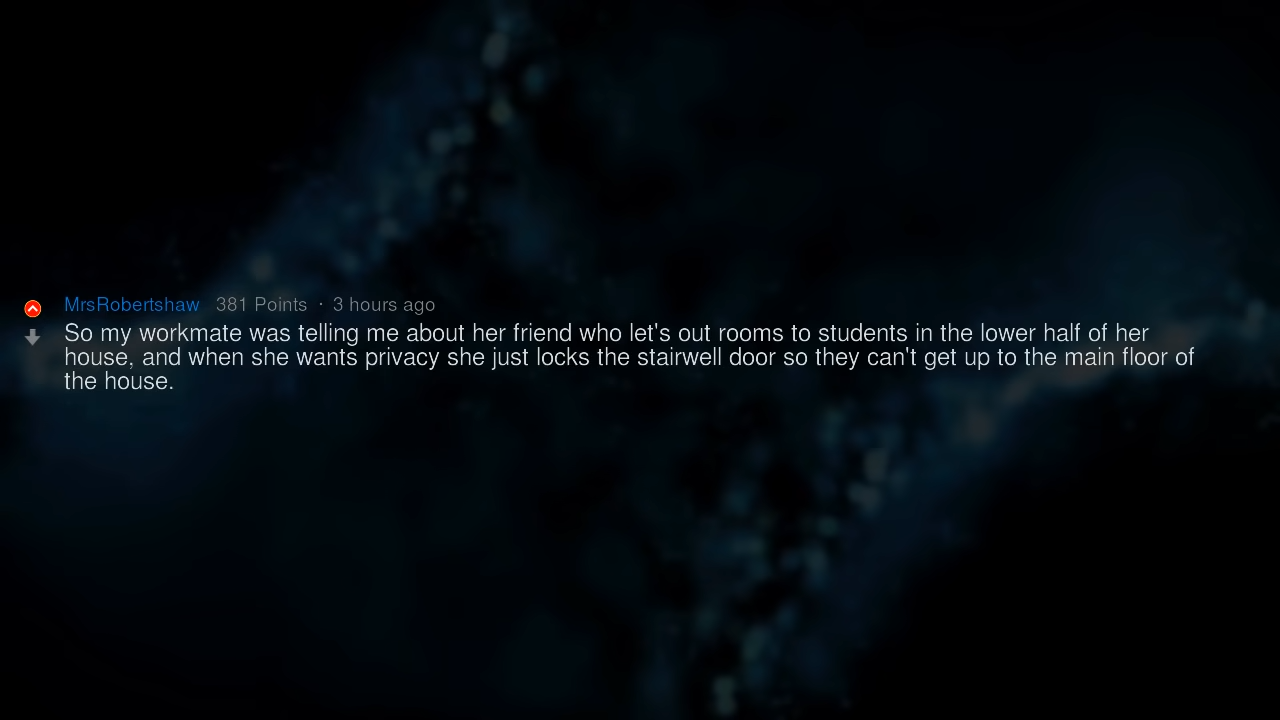 MrsRobertshaw 381 Points · 3 hours ago
So my workmate was telling me about her friend who let's out rooms to students in the lower half of her
house, and when she wants privacy she just locks the stairwell door so they can't get up to the main floor of
the house.